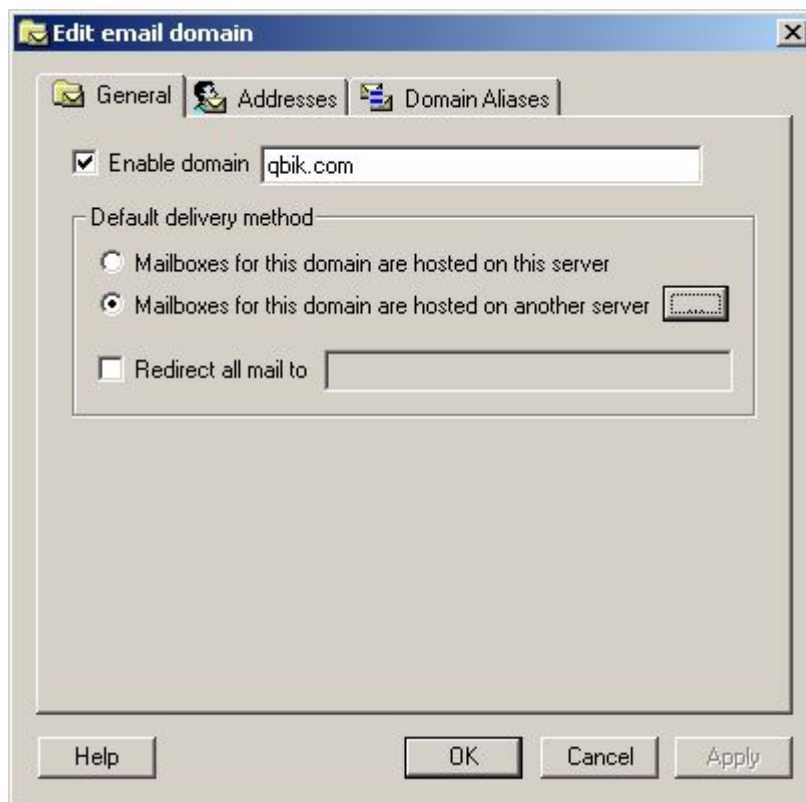 Edit email domain
General Addresses Domain Aliases
Enable domain qbik.com
Default delivery method
Mailboxes for this domain are hosted on this server
Mailboxes for this domain are hosted on another server ...
Redirect all mail to
Help OK Cancel Apply